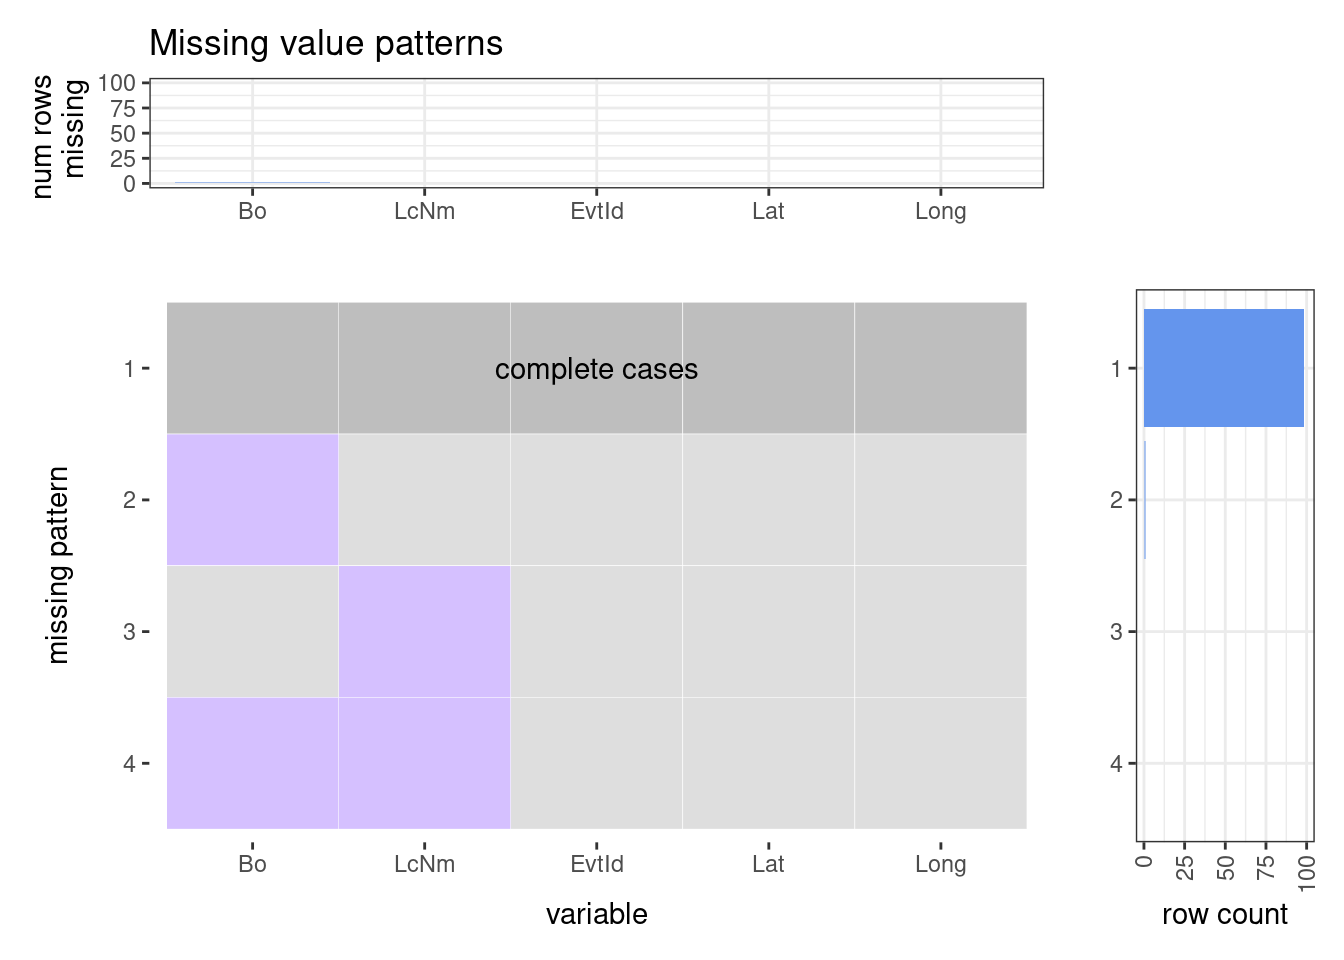 Missing value patterns
num rows
missing
100
75
50
25
0
Bo LcNm EvtId Lat Long
missing pattern
1
2
3
4
complete cases
Bo LcNm EvtId Lat Long
variable
1
2
3
4
0 25 50 75 100
row count